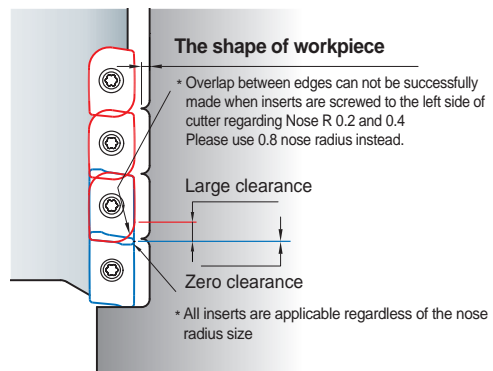 The shape of workpiece
* Overlap between edges can not be successfully
made when inserts are screwed to the left side of
cutter regarding Nose R 0.2 and 0.4
Please use 0.8 nose radius instead.
Large clearance
Zero clearance
* All inserts are applicable regardless of the nose
radius size